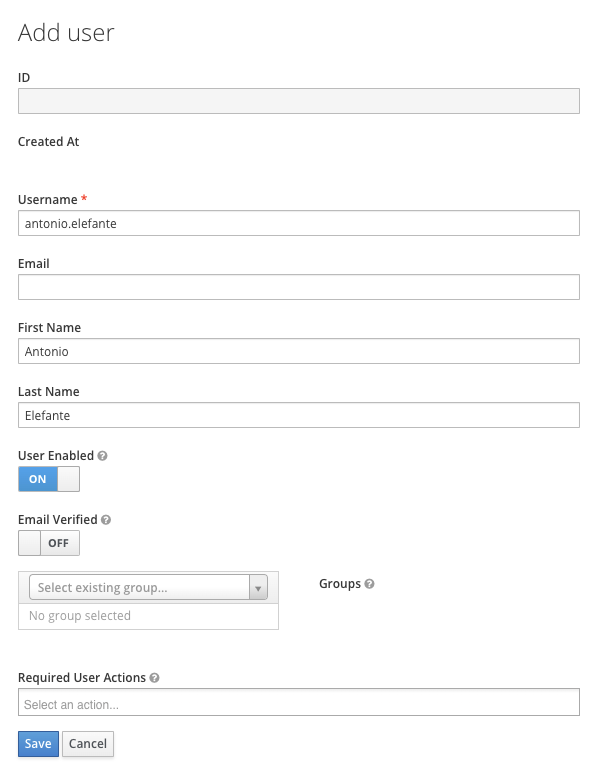 Add user
ID
Created At
Username *
antonio.elefante
Email
First Name
Antonio
Last Name
Elefante
User Enabled ?
ON
Email Verified ?
OFF
Select existing group...
Groups ?
No group selected
Required User Actions ?
Select an action...
Save Cancel